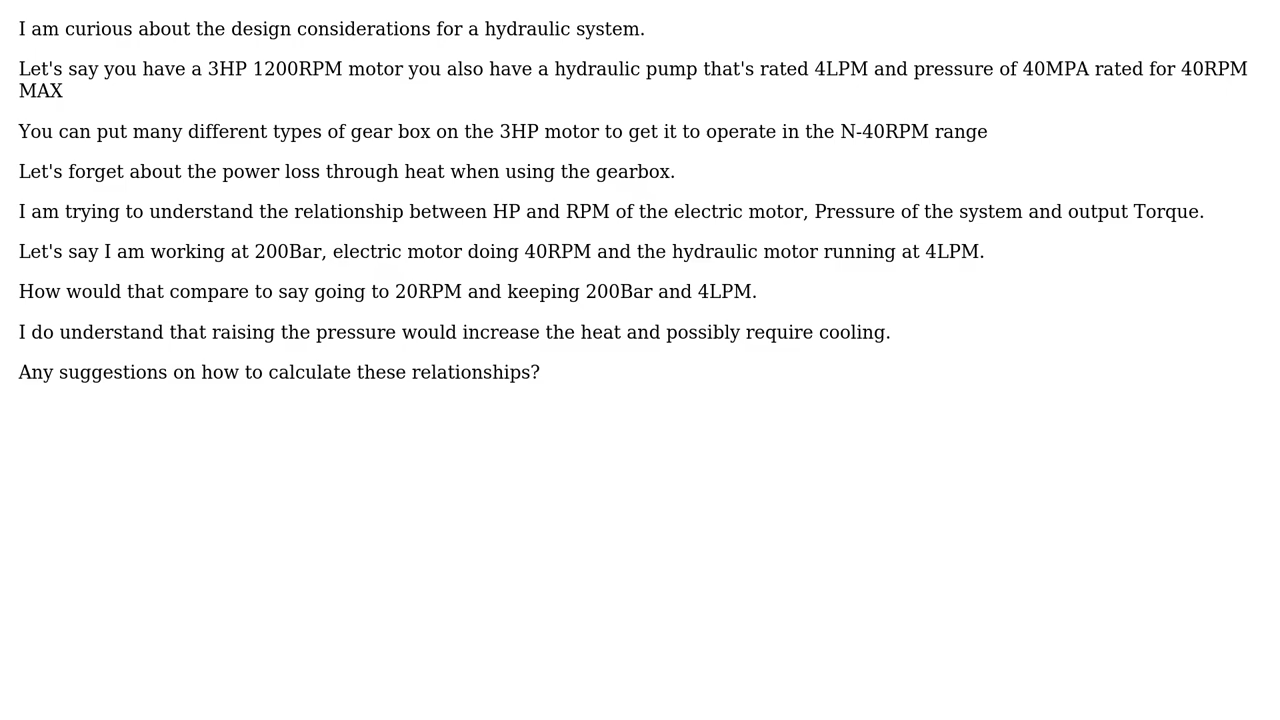 I am curious about the design considerations for a hydraulic system.
Let's say you have a 3HP 1200RPM motor you also have a hydraulic pump that's rated 4LPM and pressure of 40MPA rated for 40RPM
MAX
You can put many different types of gear box on the 3HP motor to get it to operate in the N-40RPM range
Let's forget about the power loss through heat when using the gearbox.
I am trying to understand the relationship between HP and RPM of the electric motor, Pressure of the system and output Torque.
Let's say I am working at 200Bar, electric motor doing 40RPM and the hydraulic motor running at 4LPM.
How would that compare to say going to 20RPM and keeping 200Bar and 4LPM.
I do understand that raising the pressure would increase the heat and possibly require cooling.
Any suggestions on how to calculate these relationships?